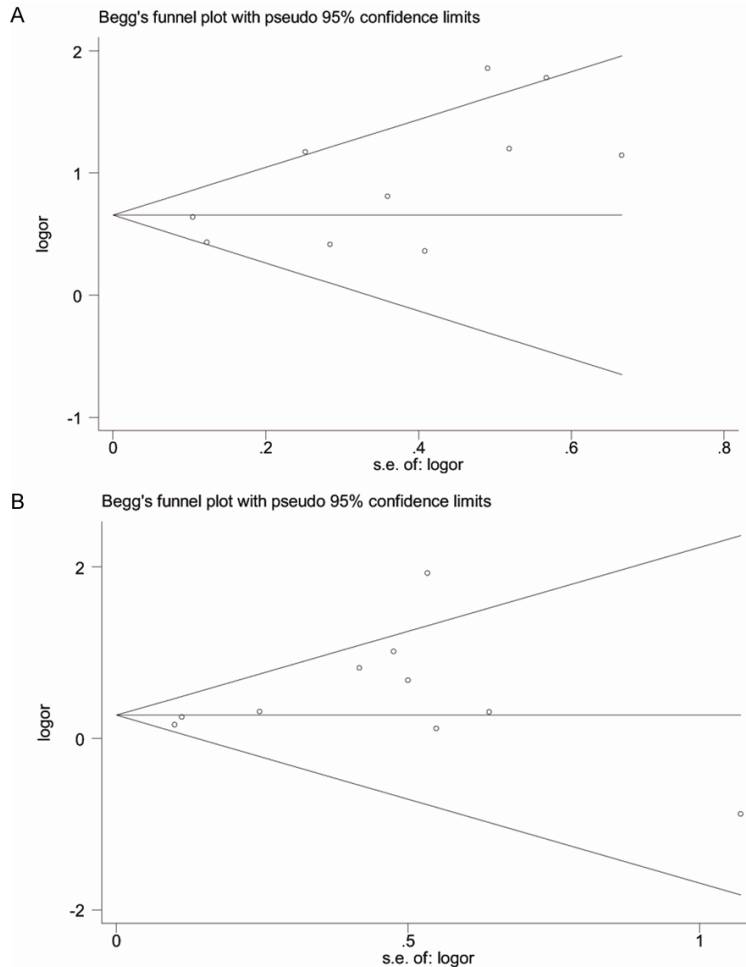 A
Begg's funnel plot with pseudo 95% confidence limits
2
1
0
-1
logor
0 .2 .4 .6 .8
s.e. of: logor
B
Begg's funnel plot with pseudo 95% confidence limits
2
0
-2
logor
0 .5 1
s.e. of: logor